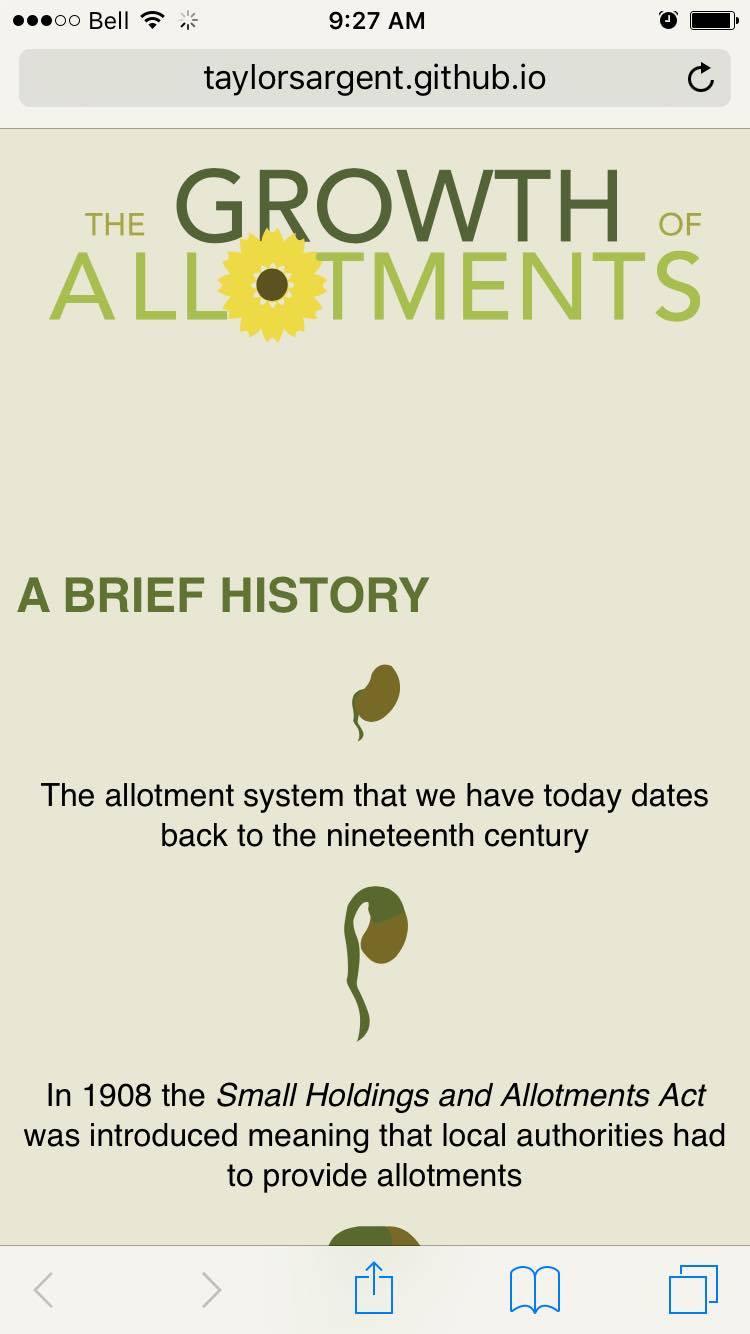 Bell 9:27 AM
taylorsargent.github.io
THE GROWTH OF
ALLOTMENTS
A BRIEF HISTORY
The allotment system that we have today dates
back to the nineteenth century
In 1908 the Small Holdings and Allotments Act
was introduced meaning that local authorities had
to provide allotments